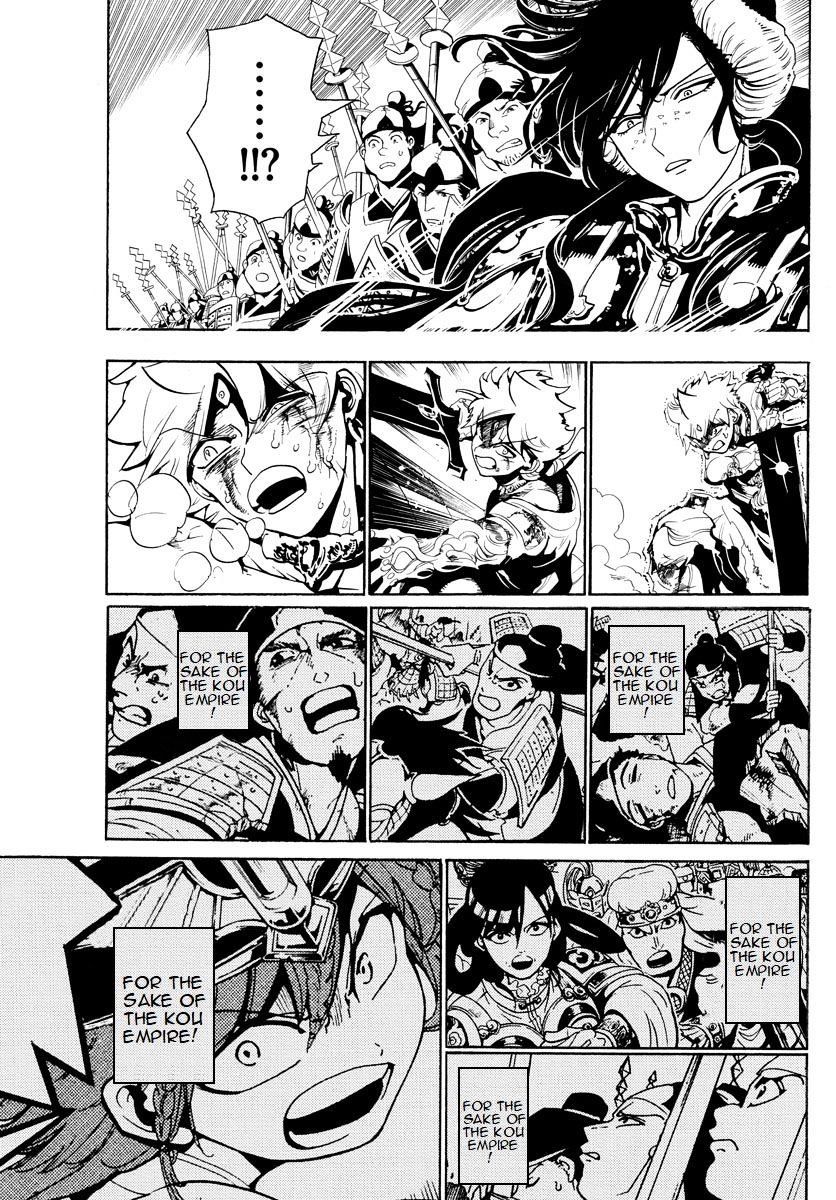 ......
!!?
FOR THE
SAKE OF
THE KOU
EMPIRE
!
FOR THE
SAKE OF
THE KOU
EMPIRE
!
FOR THE
SAKE OF
THE KOU
EMPIRE
!
FOR THE
SAKE OF
THE KOU
EMPIRE
!
FOR THE
SAKE OF
THE KOU
EMPIRE!